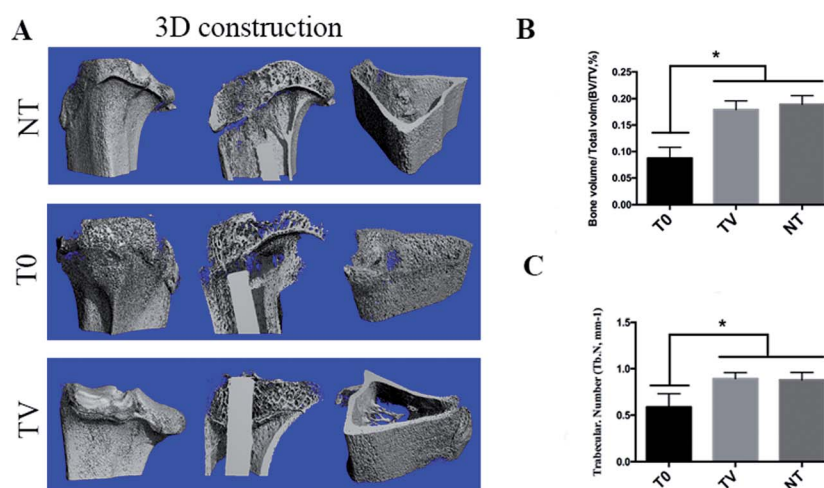 A
3D construction
NT
T0
TV
B
*
Bone volume/ Total volm(BV/TV,%)
0.25
0.20
0.15
0.10
0.05
0.00
T0
TV
NT
C
*
Trabecular. Number (Tb.N, mm-1)
1.5
1.0
0.5
0.0
T0
TV
NT